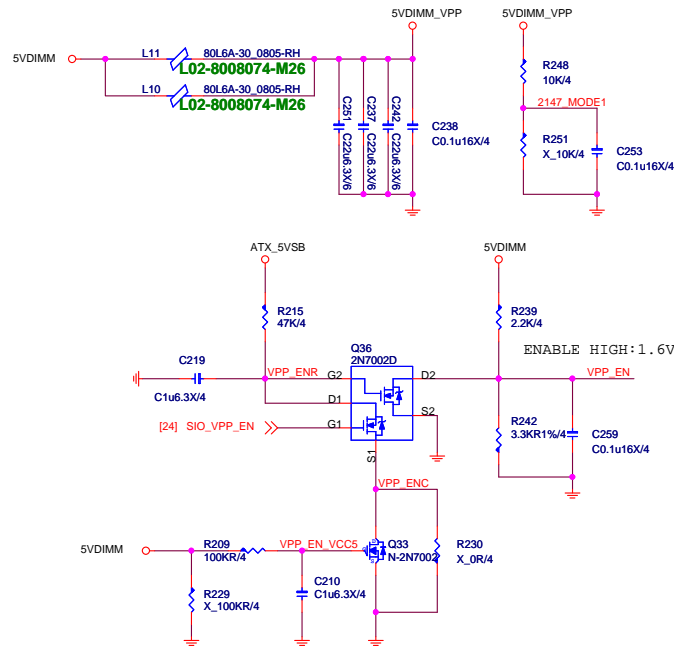 5VDIMM_VPP
5VDIMM_VPP
5VDIMM
L11
80L6A-30_0805-RH
L02-8008074-M26
L10
80L6A-30_0805-RH
L02-8008074-M26
C251
C22u6.3X/6
C237
C22u6.3X/6
C242
C22u6.3X/6
C238
C0.1u16X/4
R248
10K/4
2147_MODE1
R251
X_10K/4
C253
C0.1u16X/4
ATX_5VSB
5VDIMM
R215
47K/4
R239
2.2K/4
Q36
2N7002D
ENABLE HIGH:1.6V
C219
C1u6.3X/4
VPP_ENR
G2
D2
VPP_EN
D1
S2
[24] SIO_VPP_EN
G1
S1
R242
3.3KR1%/4
C259
C0.1u16X/4
VPP_ENC
5VDIMM
R209
100KR/4
VPP_EN_VCC5
Q33
N-2N7002
R230
X_0R/4
R229
X_100KR/4
C210
C1u6.3X/4